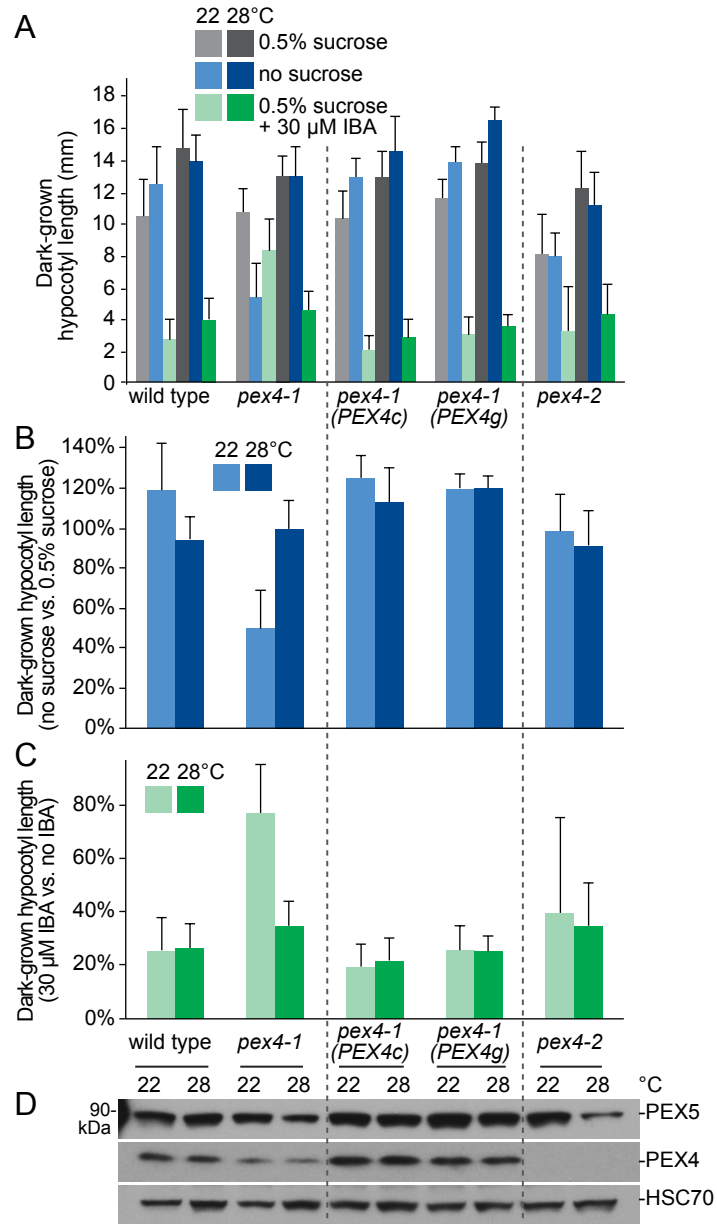 A
22 28°C
0.5% sucrose
no sucrose
0.5% sucrose
+ 30 µM IBA
Dark-grown
hypocotyl length (mm)
18
16
14
12
10
8
6
4
2
0
wild type
pex4-1
pex4-1
(PEX4c)
pex4-1
(PEX4g)
pex4-2
B
22 28°C
Dark-grown hypocotyl length
(no sucrose vs. 0.5% sucrose)
140%
120%
100%
80%
60%
40%
20%
0%
C
22 28°C
Dark-grown hypocotyl length
(30 µM IBA vs. no IBA)
80%
60%
40%
20%
0%
wild type
pex4-1
pex4-1
(PEX4c)
pex4-1
(PEX4g)
pex4-2
22 28 22 28 22 28 22 28 22 28 °C
D
90-
kDa
-PEX5
-PEX4
-HSC70